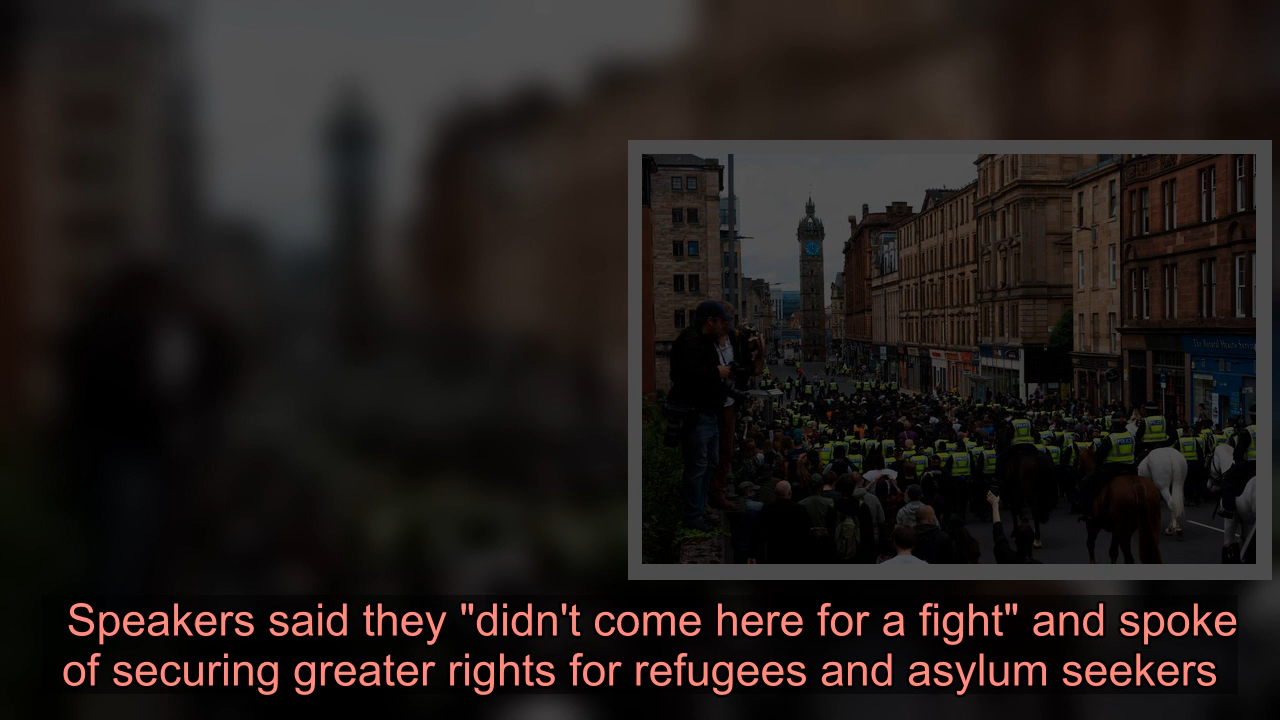 Speakers said they "didn't come here for a fight" and spoke
of securing greater rights for refugees and asylum seekers